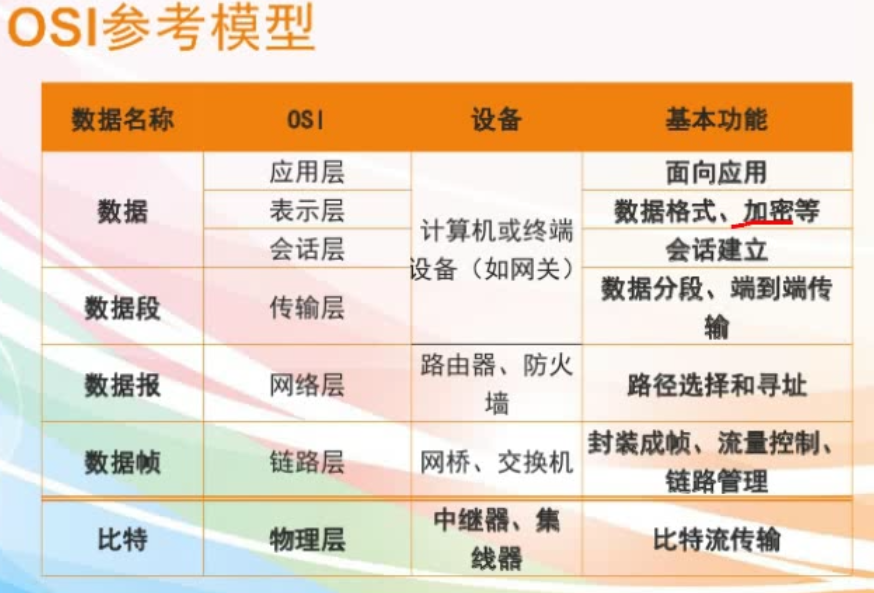 OSI参考模型
数据名称 OSI 设备 基本功能
应用层 面向应用
数据 表示层 数据格式、加密等
计算机或终端
会话层 会话建立
设备（如网关）
数据段 传输层 数据分段、端到端传
输
数据报 网络层 路由器、防火 路径选择和寻址
墙
数据帧 链路层 网桥、交换机 封装成帧、流量控制、
链路管理
比特 物理层 中继器、集 比特流传输
线器